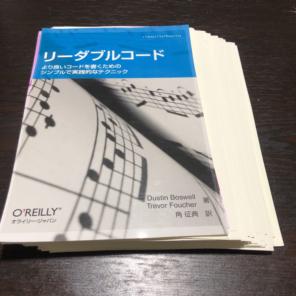 リーダブルコード
より良いコードを書くための
シンプルで実践的なテクニック
Dustin Boswell 著
Trevor Foucher
角 征典 訳
O'REILLY®
オライリー・ジャパン